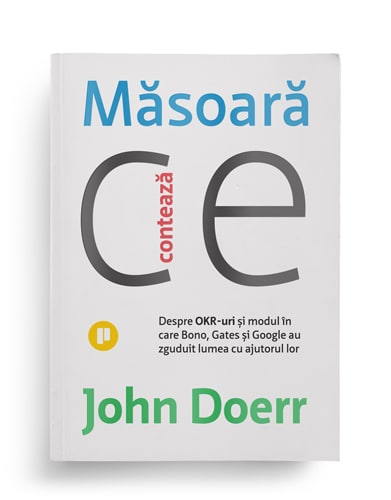 Măsoară
ce
contează
Despre OKR-uri și modul în
care Bono, Gates și Google au
zguduit lumea cu ajutorul lor
p
John Doerr